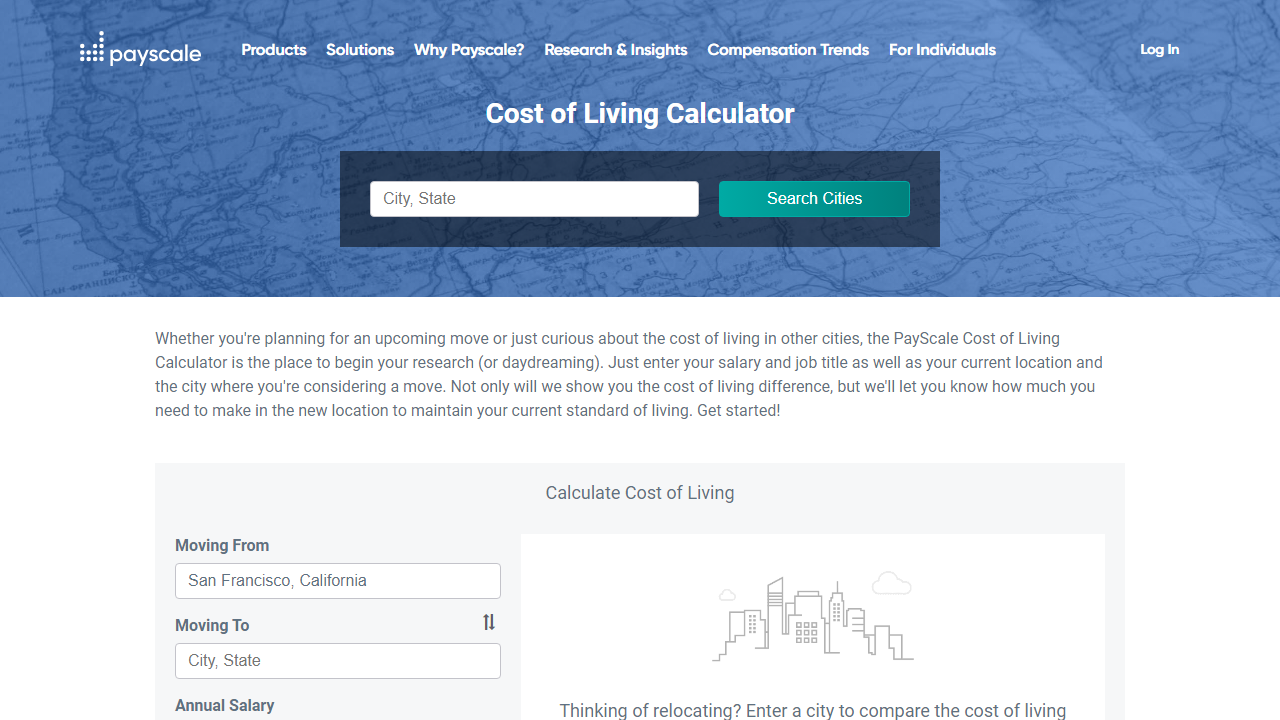 payscale
Products
Solutions
Why Payscale?
Research & Insights
Compensation Trends
For Individuals
Log In
Cost of Living Calculator
City, State
Search Cities
Whether you're planning for an upcoming move or just curious about the cost of living in other cities, the PayScale Cost of Living
Calculator is the place to begin your research (or daydreaming). Just enter your salary and job title as well as your current location and
the city where you're considering a move. Not only will we show you the cost of living difference, but we'll let you know how much you
need to make in the new location to maintain your current standard of living. Get started!
Calculate Cost of Living
Moving From
San Francisco, California
Moving To
City, State
Annual Salary
Thinking of relocating? Enter a city to compare the cost of living